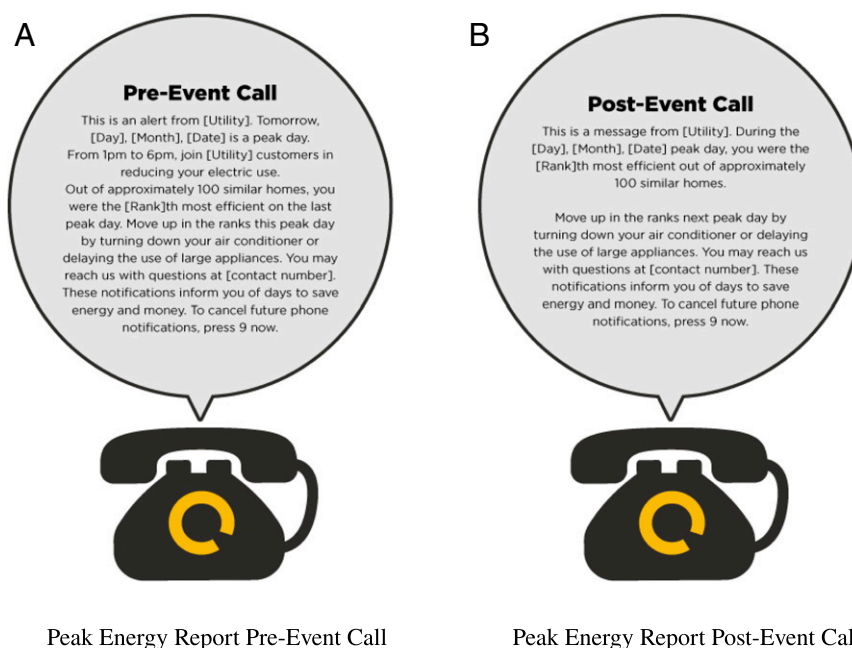 A
Pre-Event Call
This is an alert from [Utility]. Tomorrow,
[Day], [Month], [Date] is a peak day.
From 1pm to 6pm, join [Utility] customers in
reducing your electric use.
Out of approximately 100 similar homes, you
were the [Rank]th most efficient on the last
peak day. Move up in the ranks this peak day
by turning down your air conditioner or
delaying the use of large appliances. You may
reach us with questions at [contact number].
These notifications inform you of days to save
energy and money. To cancel future phone
notifications, press 9 now.
Peak Energy Report Pre-Event Call
B
Post-Event Call
This is a message from [Utility]. During the
[Day], [Month], [Date] peak day, you were the
[Rank]th most efficient out of approximately
100 similar homes.
Move up in the ranks next peak day by
turning down your air conditioner or delaying
the use of large appliances. You may reach us
with questions at [contact number]. These
notifications inform you of days to save
energy and money. To cancel future phone
notifications, press 9 now.
Peak Energy Report Post-Event Cal